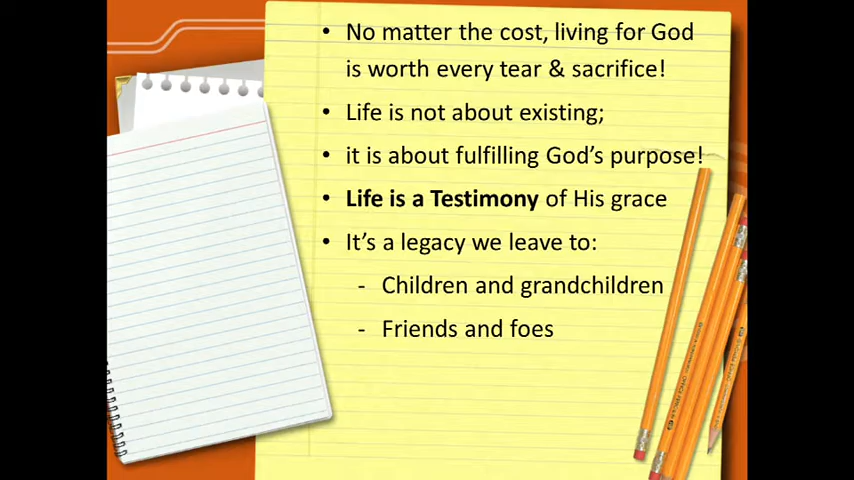 • No matter the cost, living for God
is worth every tear & sacrifice!
• Life is not about existing;
• it is about fulfilling God's purpose!
• Life is a Testimony of His grace
• It's a legacy we leave to:
- Children and grandchildren
- Friends and foes